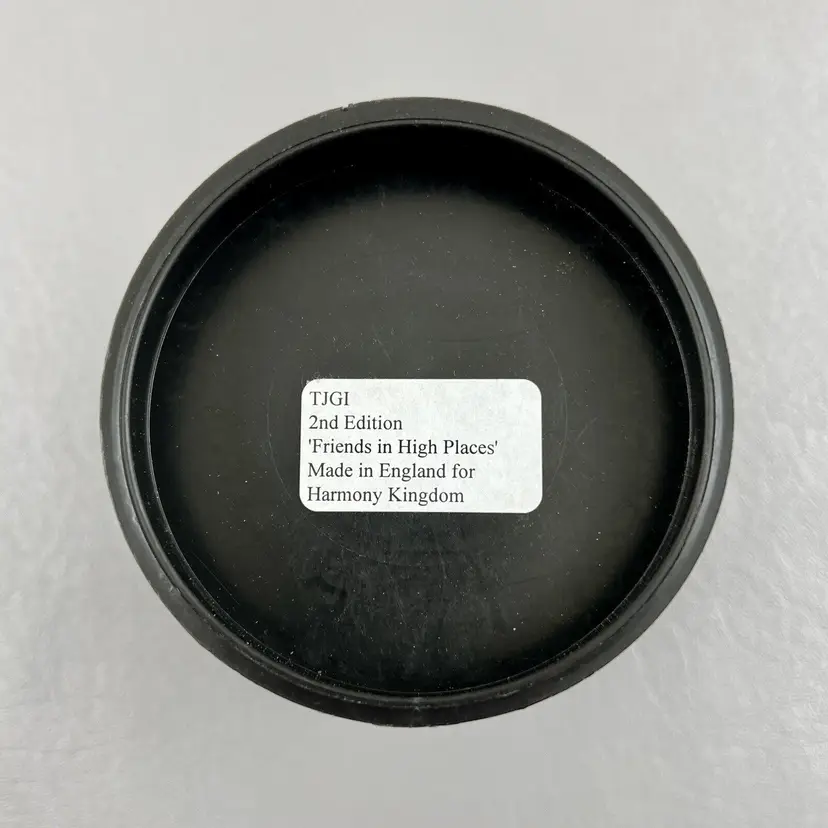 TJGI
2nd Edition
'Friends in High Places'
Made in England for
Harmony Kingdom